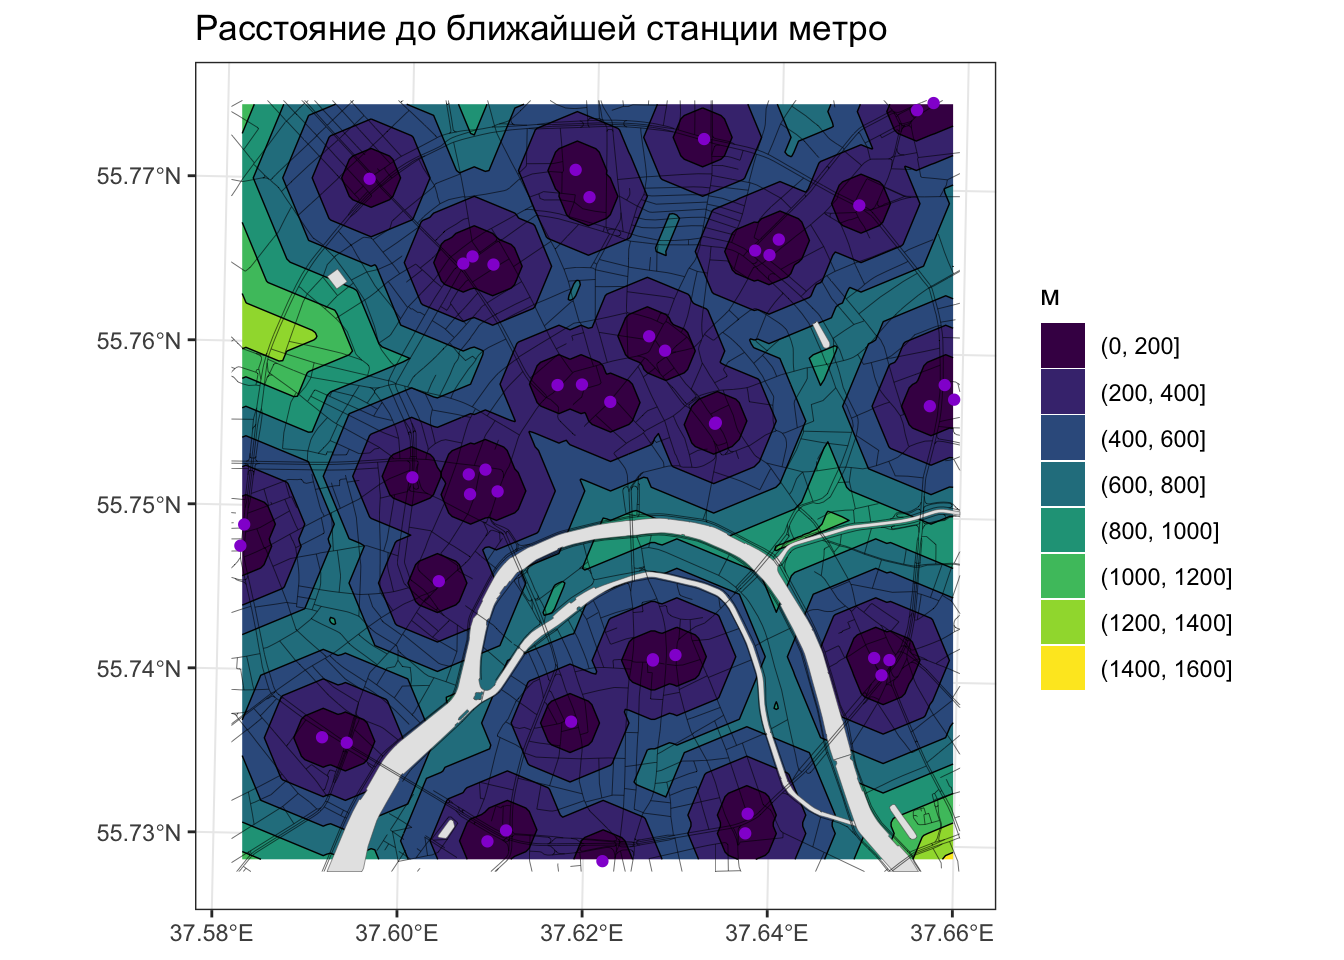 Расстояние до ближайшей станции метро
55.77°N
55.76°N
55.75°N
55.74°N
55.73°N
37.58°E
37.60°E
37.62°E
37.64°E
37.66°E
м
(0, 200]
(200, 400]
(400, 600]
(600, 800]
(800, 1000]
(1000, 1200]
(1200, 1400]
(1400, 1600]